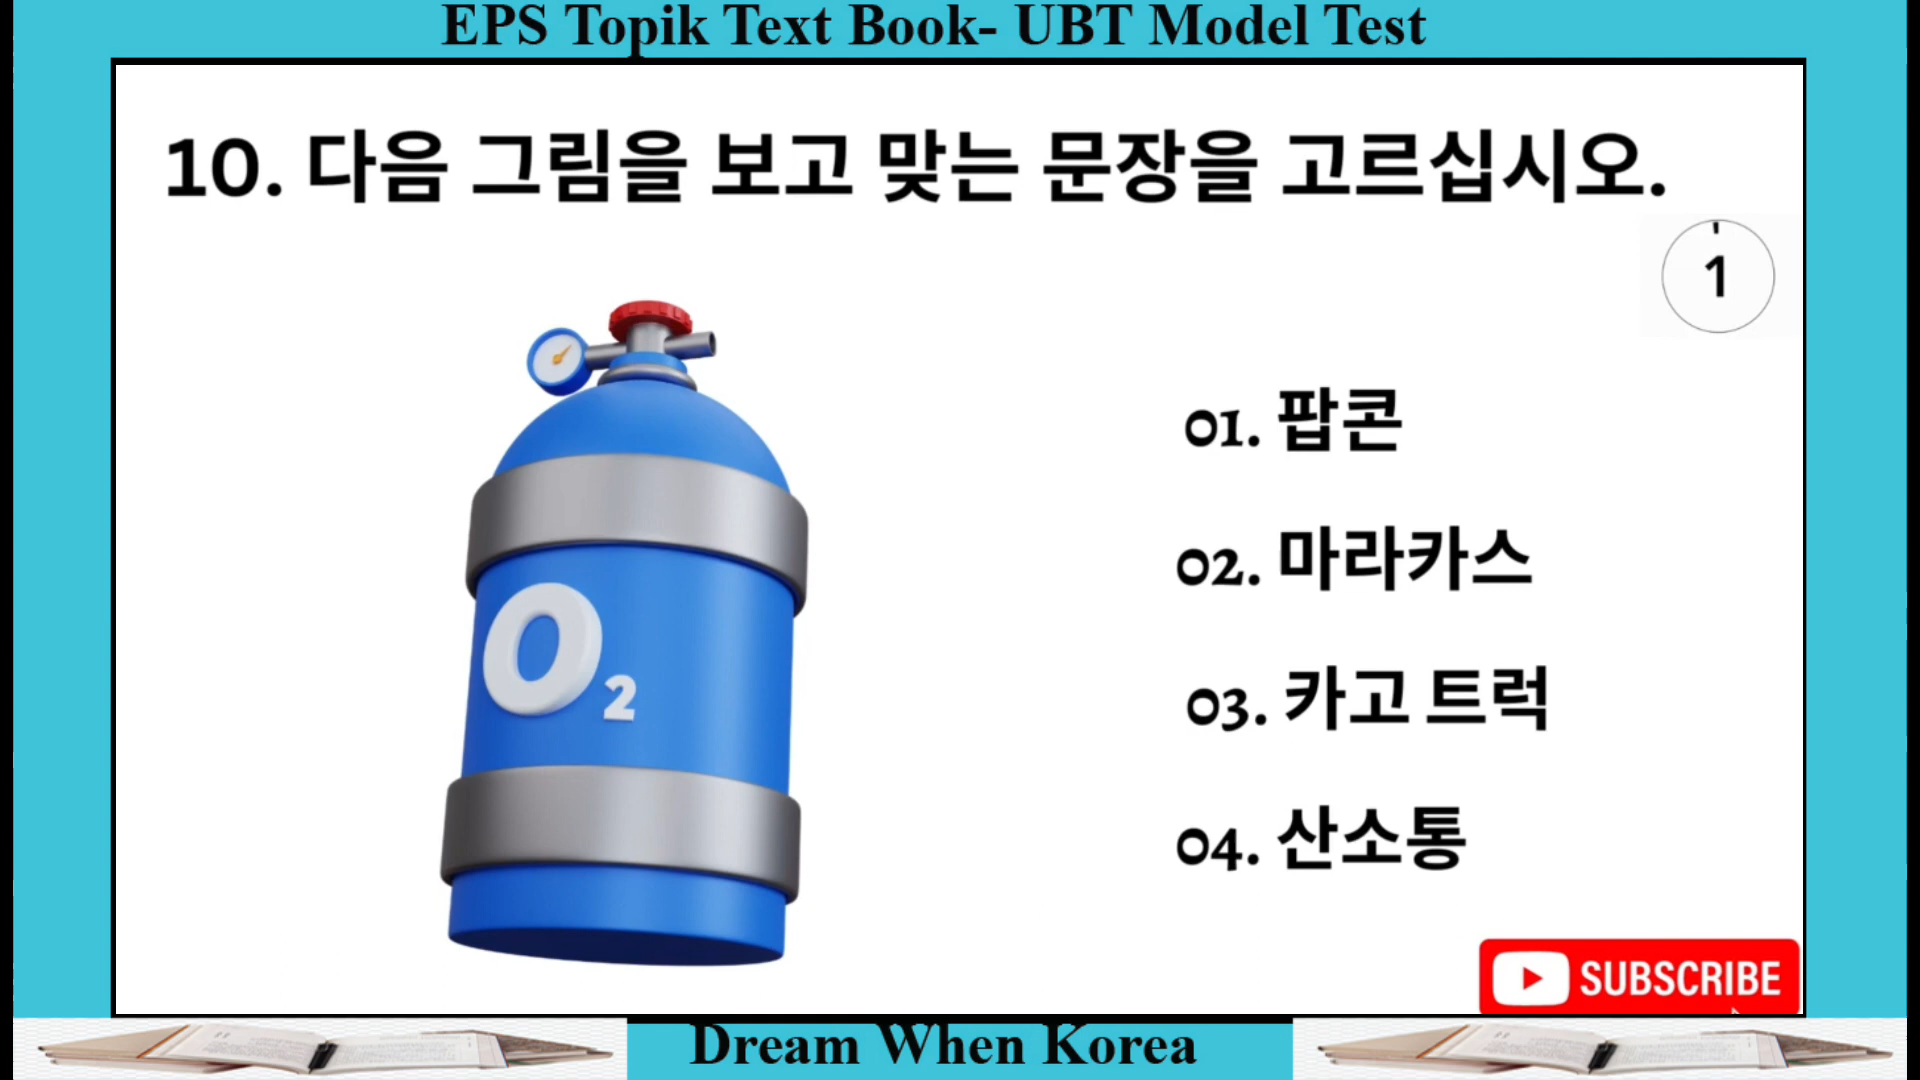 EPS Topik Text Book- UBT Model Test
10. 다음 그림을 보고 맞는 문장을 고르십시오.
1
O2
01. 팝콘
02. 마라카스
03. 카고 트럭
04. 산소통
SUBSCRIBE
Dream When Korea